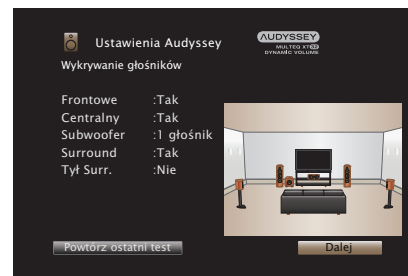 Ustawienia Audyssey
AUDYSSEY
MULTEQ XT32
DYNAMIC VOLUME
Wykrywanie głośników
Frontowe :Tak
Centralny :Tak
Subwoofer :1 głośnik
Surround :Tak
Tył Surr. :Nie
Powtórz ostatni test
Dalej